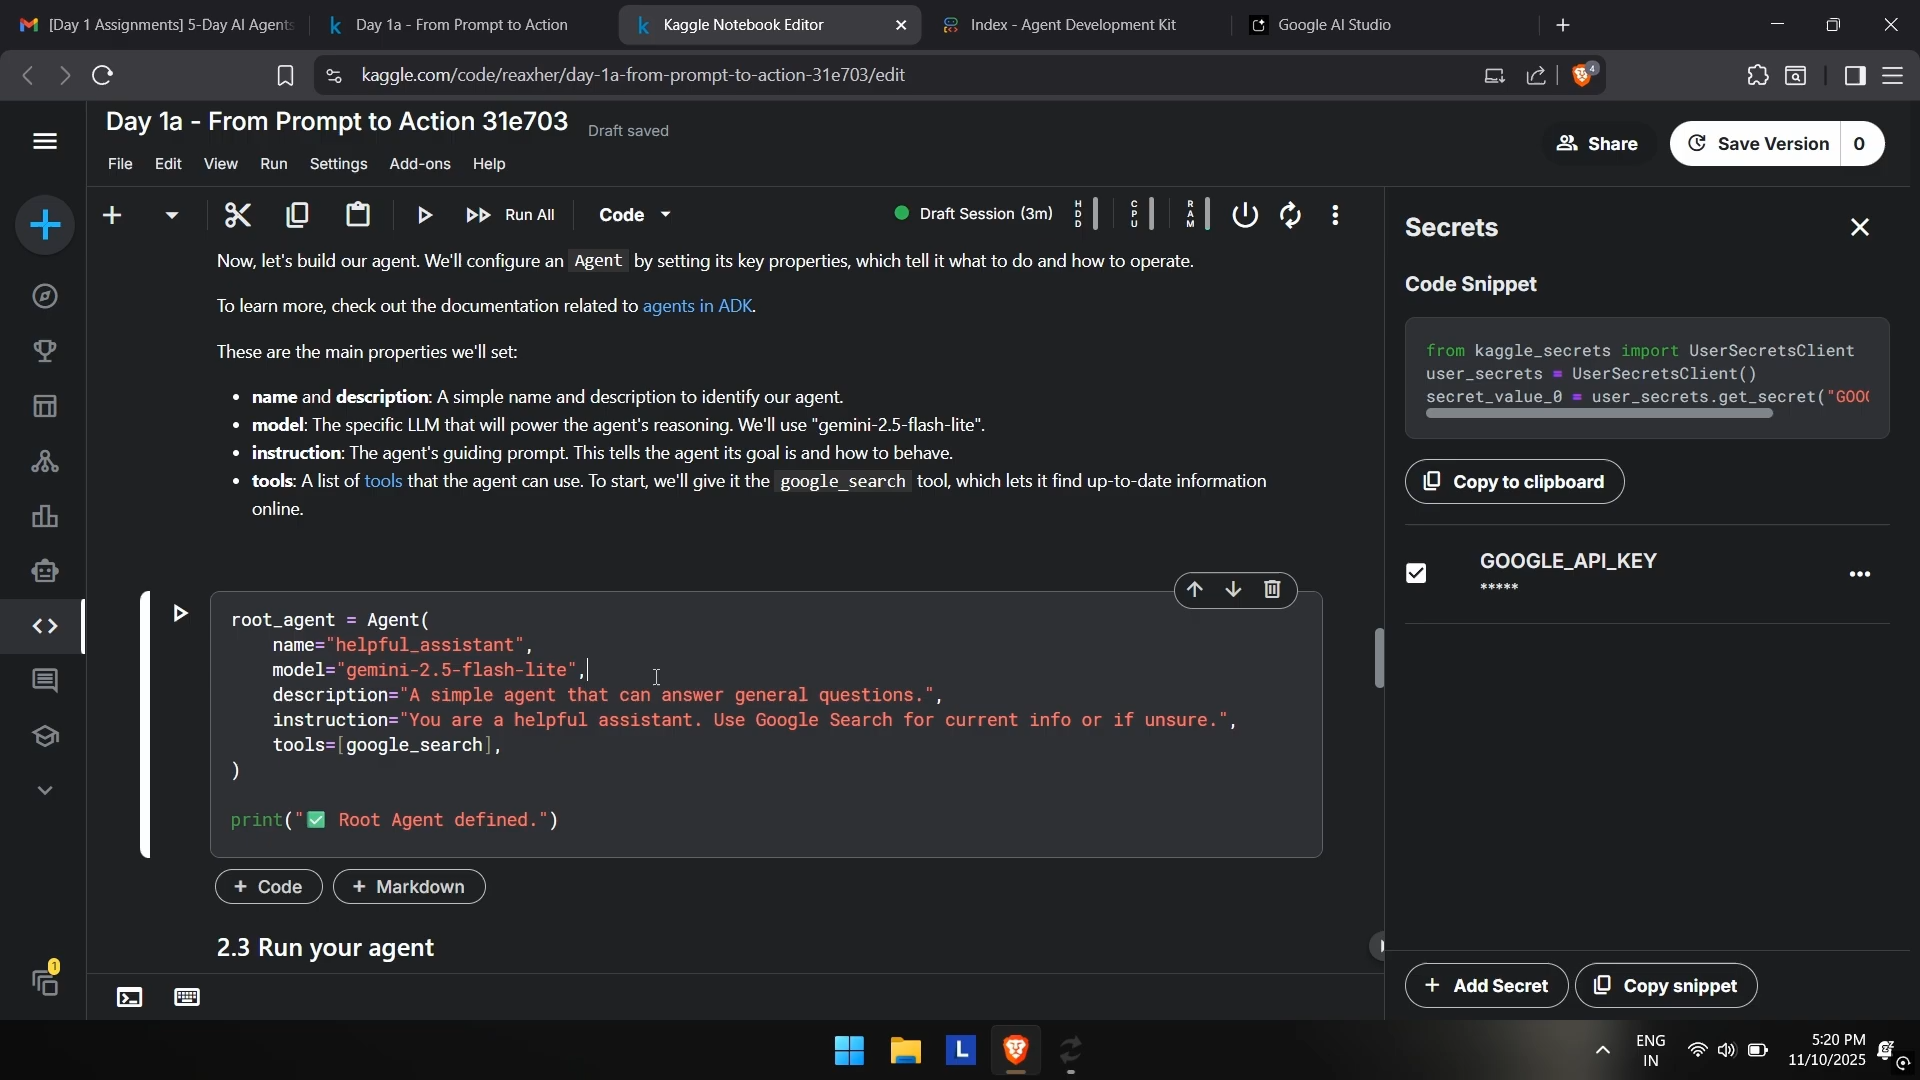 [Day 1 Assignments] 5-Day AI Agents
Day 1a - From Prompt to Action
Kaggle Notebook Editor
Index - Agent Development Kit
Google AI Studio
kaggle.com/code/reaxher/day-1a-from-prompt-to-action-31e703/edit
4
Day 1a - From Prompt to Action 31e703
Draft saved
File
Edit
View
Run
Settings
Add-ons
Help
Share
Save Version
0
Run All
Code
Draft Session (3m)
HDD
CPU
RAM
Now, let's build our agent. We'll configure an Agent by setting its key properties, which tell it what to do and how to operate.
To learn more, check out the documentation related to agents in ADK.
These are the main properties we'll set:
• name and description: A simple name and description to identify our agent.
• model: The specific LLM that will power the agent's reasoning. We'll use "gemini-2.5-flash-lite".
• instruction: The agent's guiding prompt. This tells the agent its goal is and how to behave.
• tools: A list of tools that the agent can use. To start, we'll give it the google_search tool, which lets it find up-to-date information
online.
root_agent = Agent(
    name="helpful_assistant",
    model="gemini-2.5-flash-lite",
    description="A simple agent that can answer general questions.",
    instruction="You are a helpful assistant. Use Google Search for current info or if unsure.",
    tools=[google_search],
)
print("✅ Root Agent defined.")
+ Code
+ Markdown
2.3 Run your agent
Secrets
Code Snippet
from kaggle_secrets import UserSecretsClient
user_secrets = UserSecretsClient()
secret_value_0 = user_secrets.get_secret("GOO
Copy to clipboard
GOOGLE_API_KEY
*****
+ Add Secret
Copy snippet
1
L
ENG
IN
5:20 PM
11/10/2025